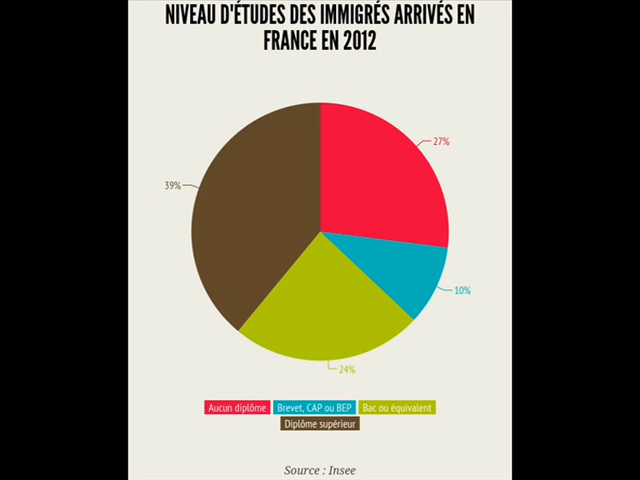 NIVEAU D'ÉTUDES DES IMMIGRÉS ARRIVÉS EN
FRANCE EN 2012
27%
39%
10%
24%
Aucun diplôme Brevet, CAP ou BEP Bac ou équivalent
Diplôme supérieur
Source : Insee